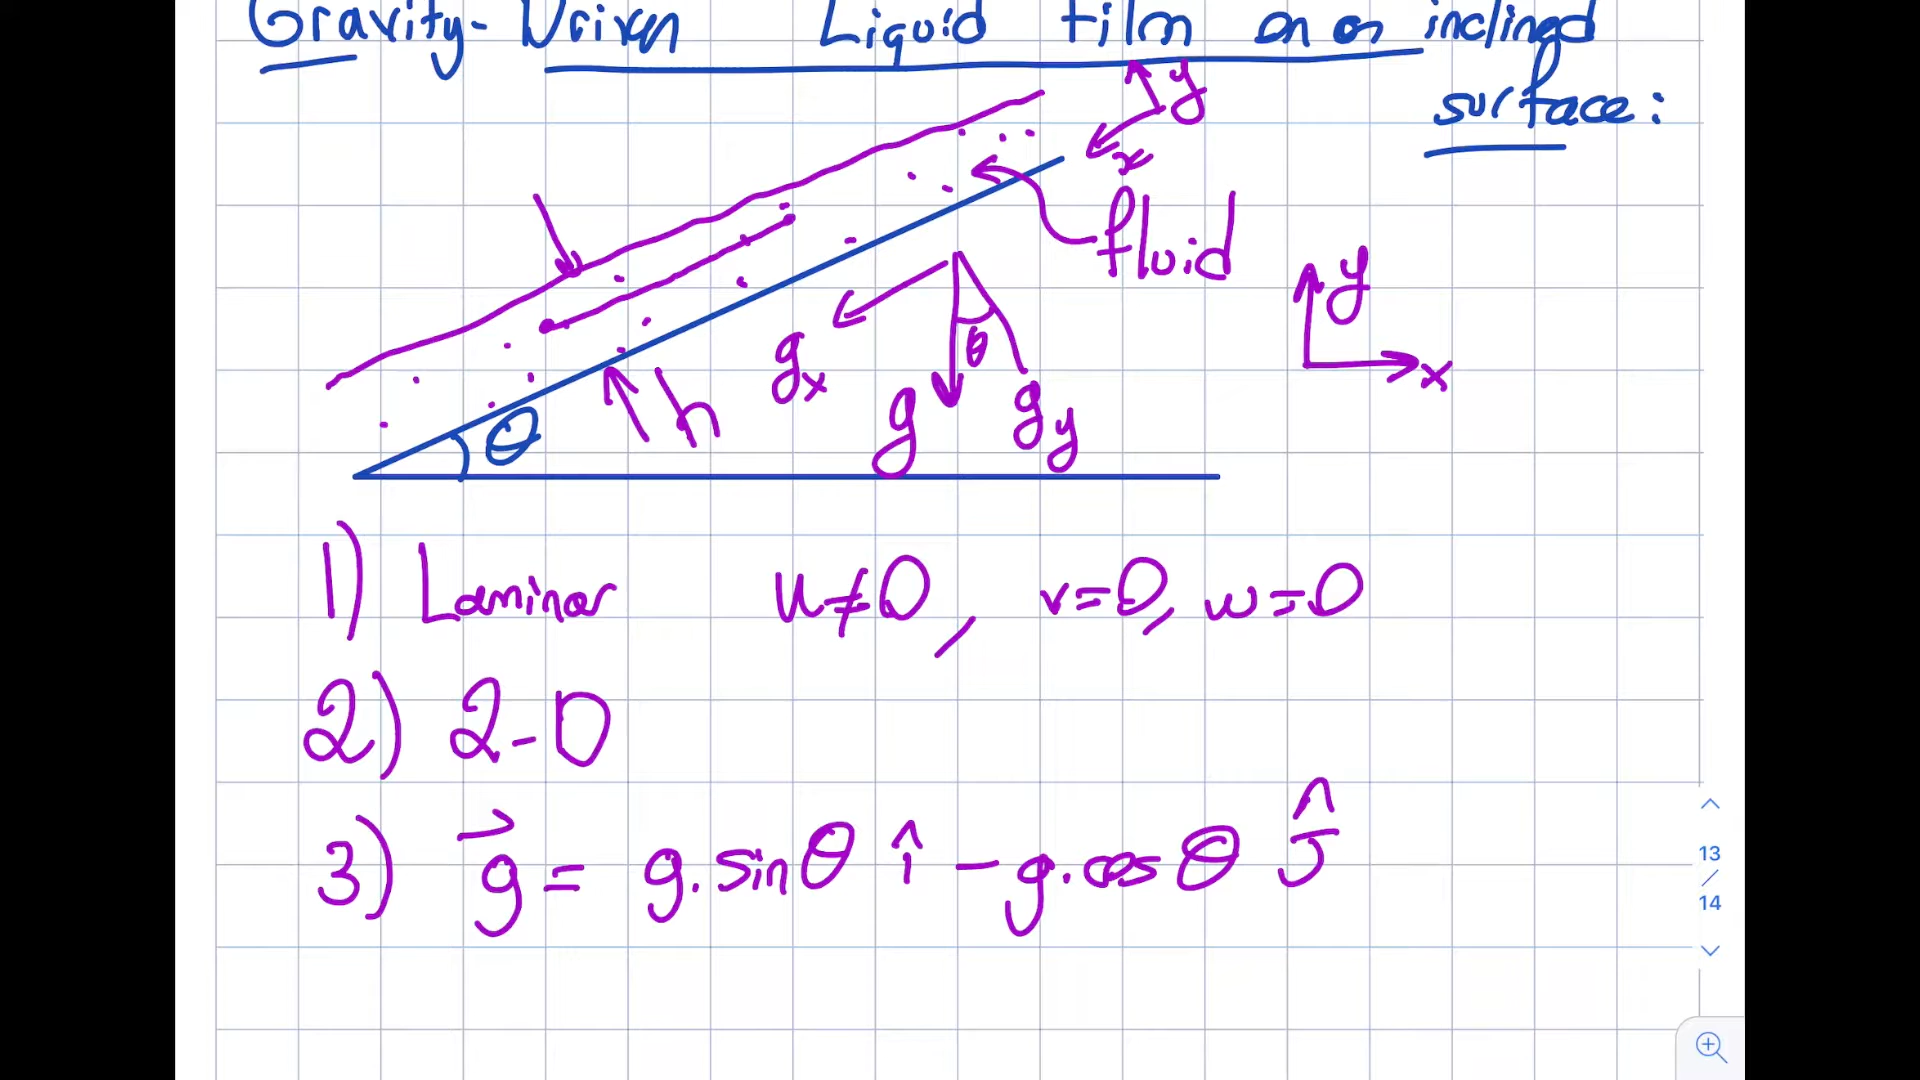 Gravity-Driven Liquid film on an inclined
surface:
y
x
fluid
y
x
θ
gx
g
gy
h
θ
1) Laminar u≠0, v=0, w=0
2) 2-D
3) g⃗ = g.sinθ î - g.cosθ ĵ
13
/
14